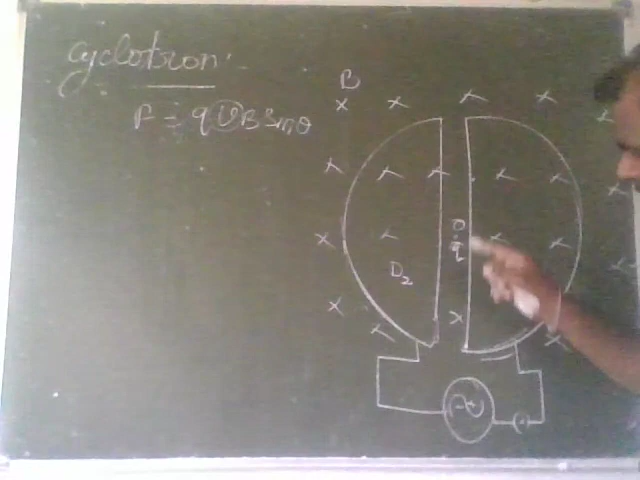 cyclotron:-
F = qVB Sinθ
B
q
D2